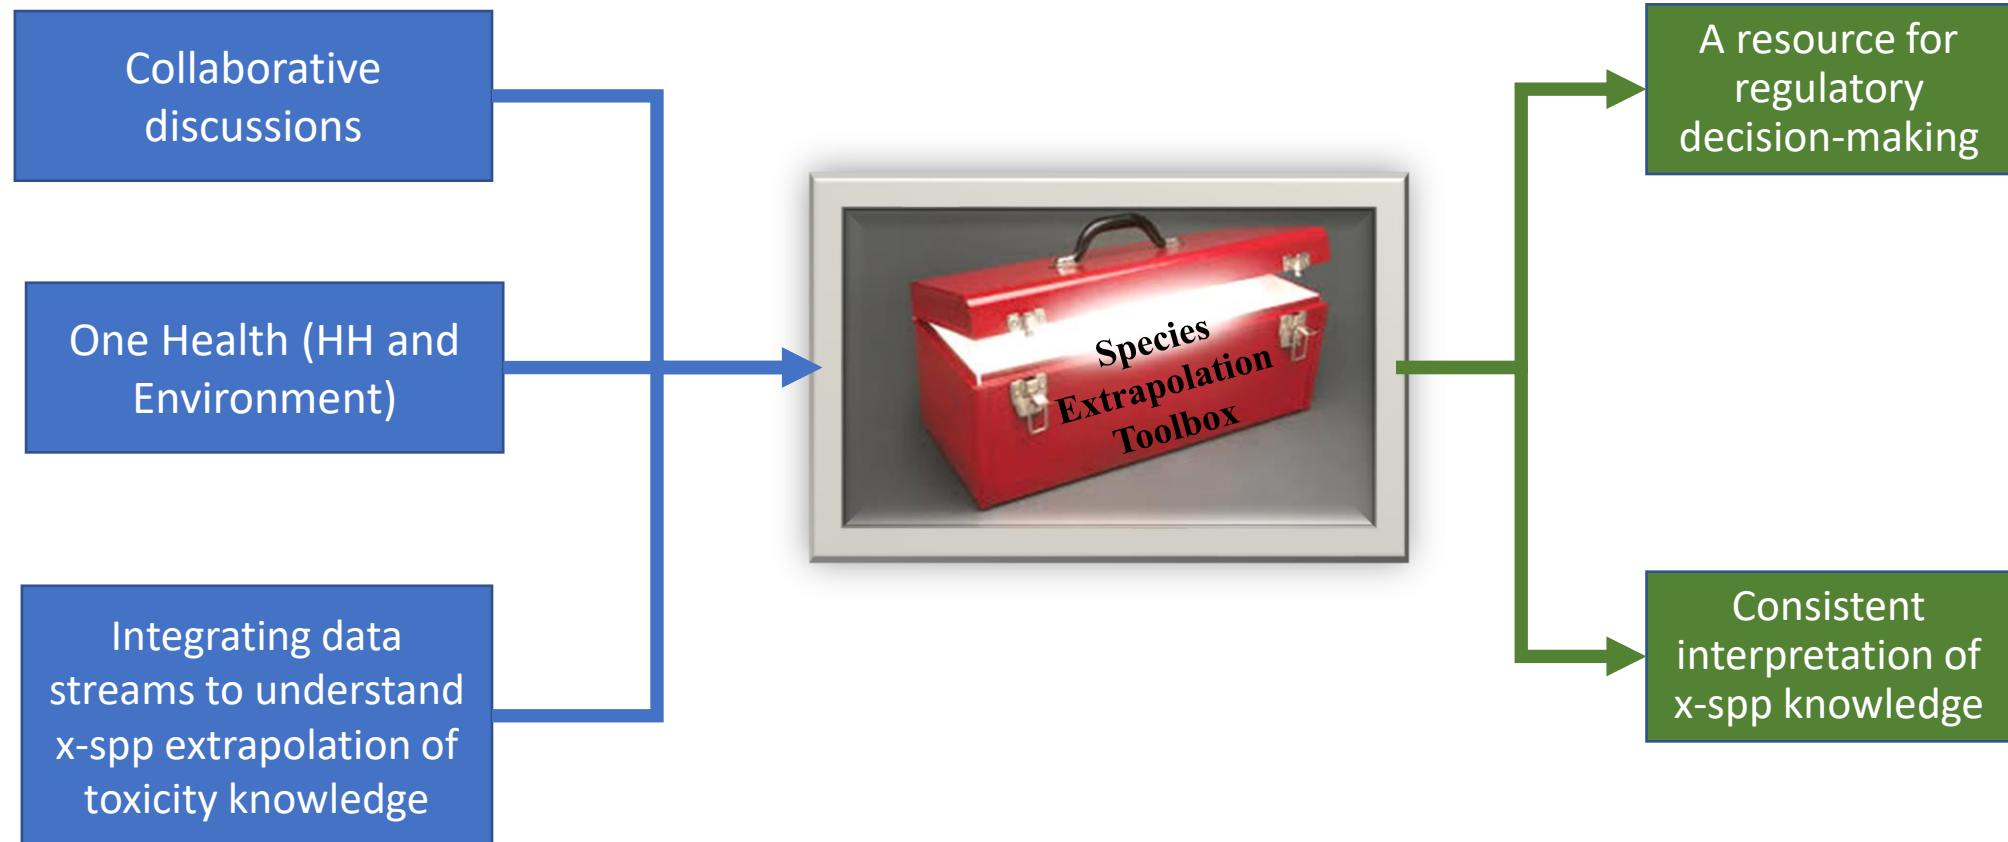 Collaborative
discussions
One Health (HH and
Environment)
Integrating data
streams to understand
x-spp extrapolation of
toxicity knowledge
Species
Extrapolation
Toolbox
A resource for
regulatory
decision-making
Consistent
interpretation of
x-spp knowledge